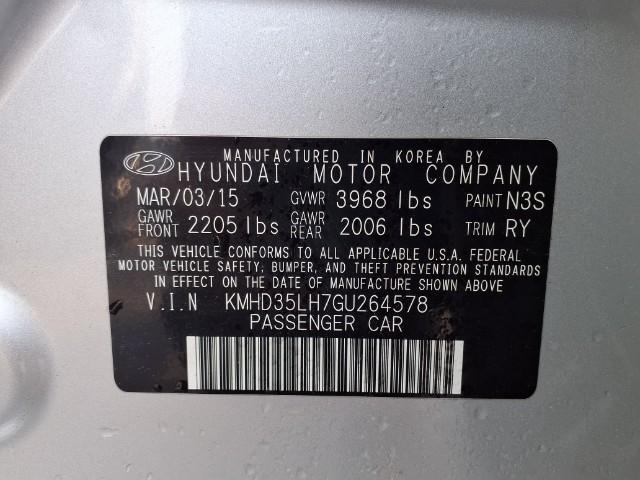 MANUFACTURED IN KOREA BY
HYUNDAI MOTOR COMPANY
MAR/03/15 GVWR 3968 lbs PAINT N3S
GAWR FRONT 2205 lbs GAWR REAR 2006 lbs TRIM RY
THIS VEHICLE CONFORMS TO ALL APPLICABLE U.S.A. FEDERAL
MOTOR VEHICLE SAFETY, BUMPER, AND THEFT PREVENTION STANDARDS
IN EFFECT ON THE DATE OF MANUFACTURE SHOWN ABOVE
V.I.N KMHD35LH7GU264578
PASSENGER CAR